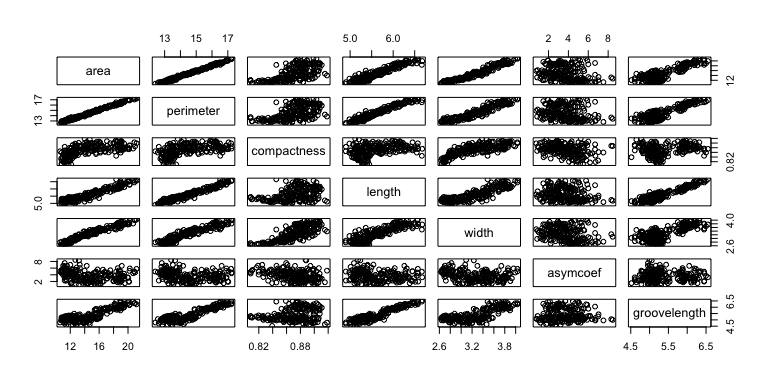 13 15 17 5.0 6.0 2 4 6 8
area 12
17 13 perimeter
compactness 0.82
5.0 length
width 4.0 2.6
8 2 asymcoef
groovelength 6.5 4.5
12 16 20 0.82 0.88 2.6 3.2 3.8 4.5 5.5 6.5